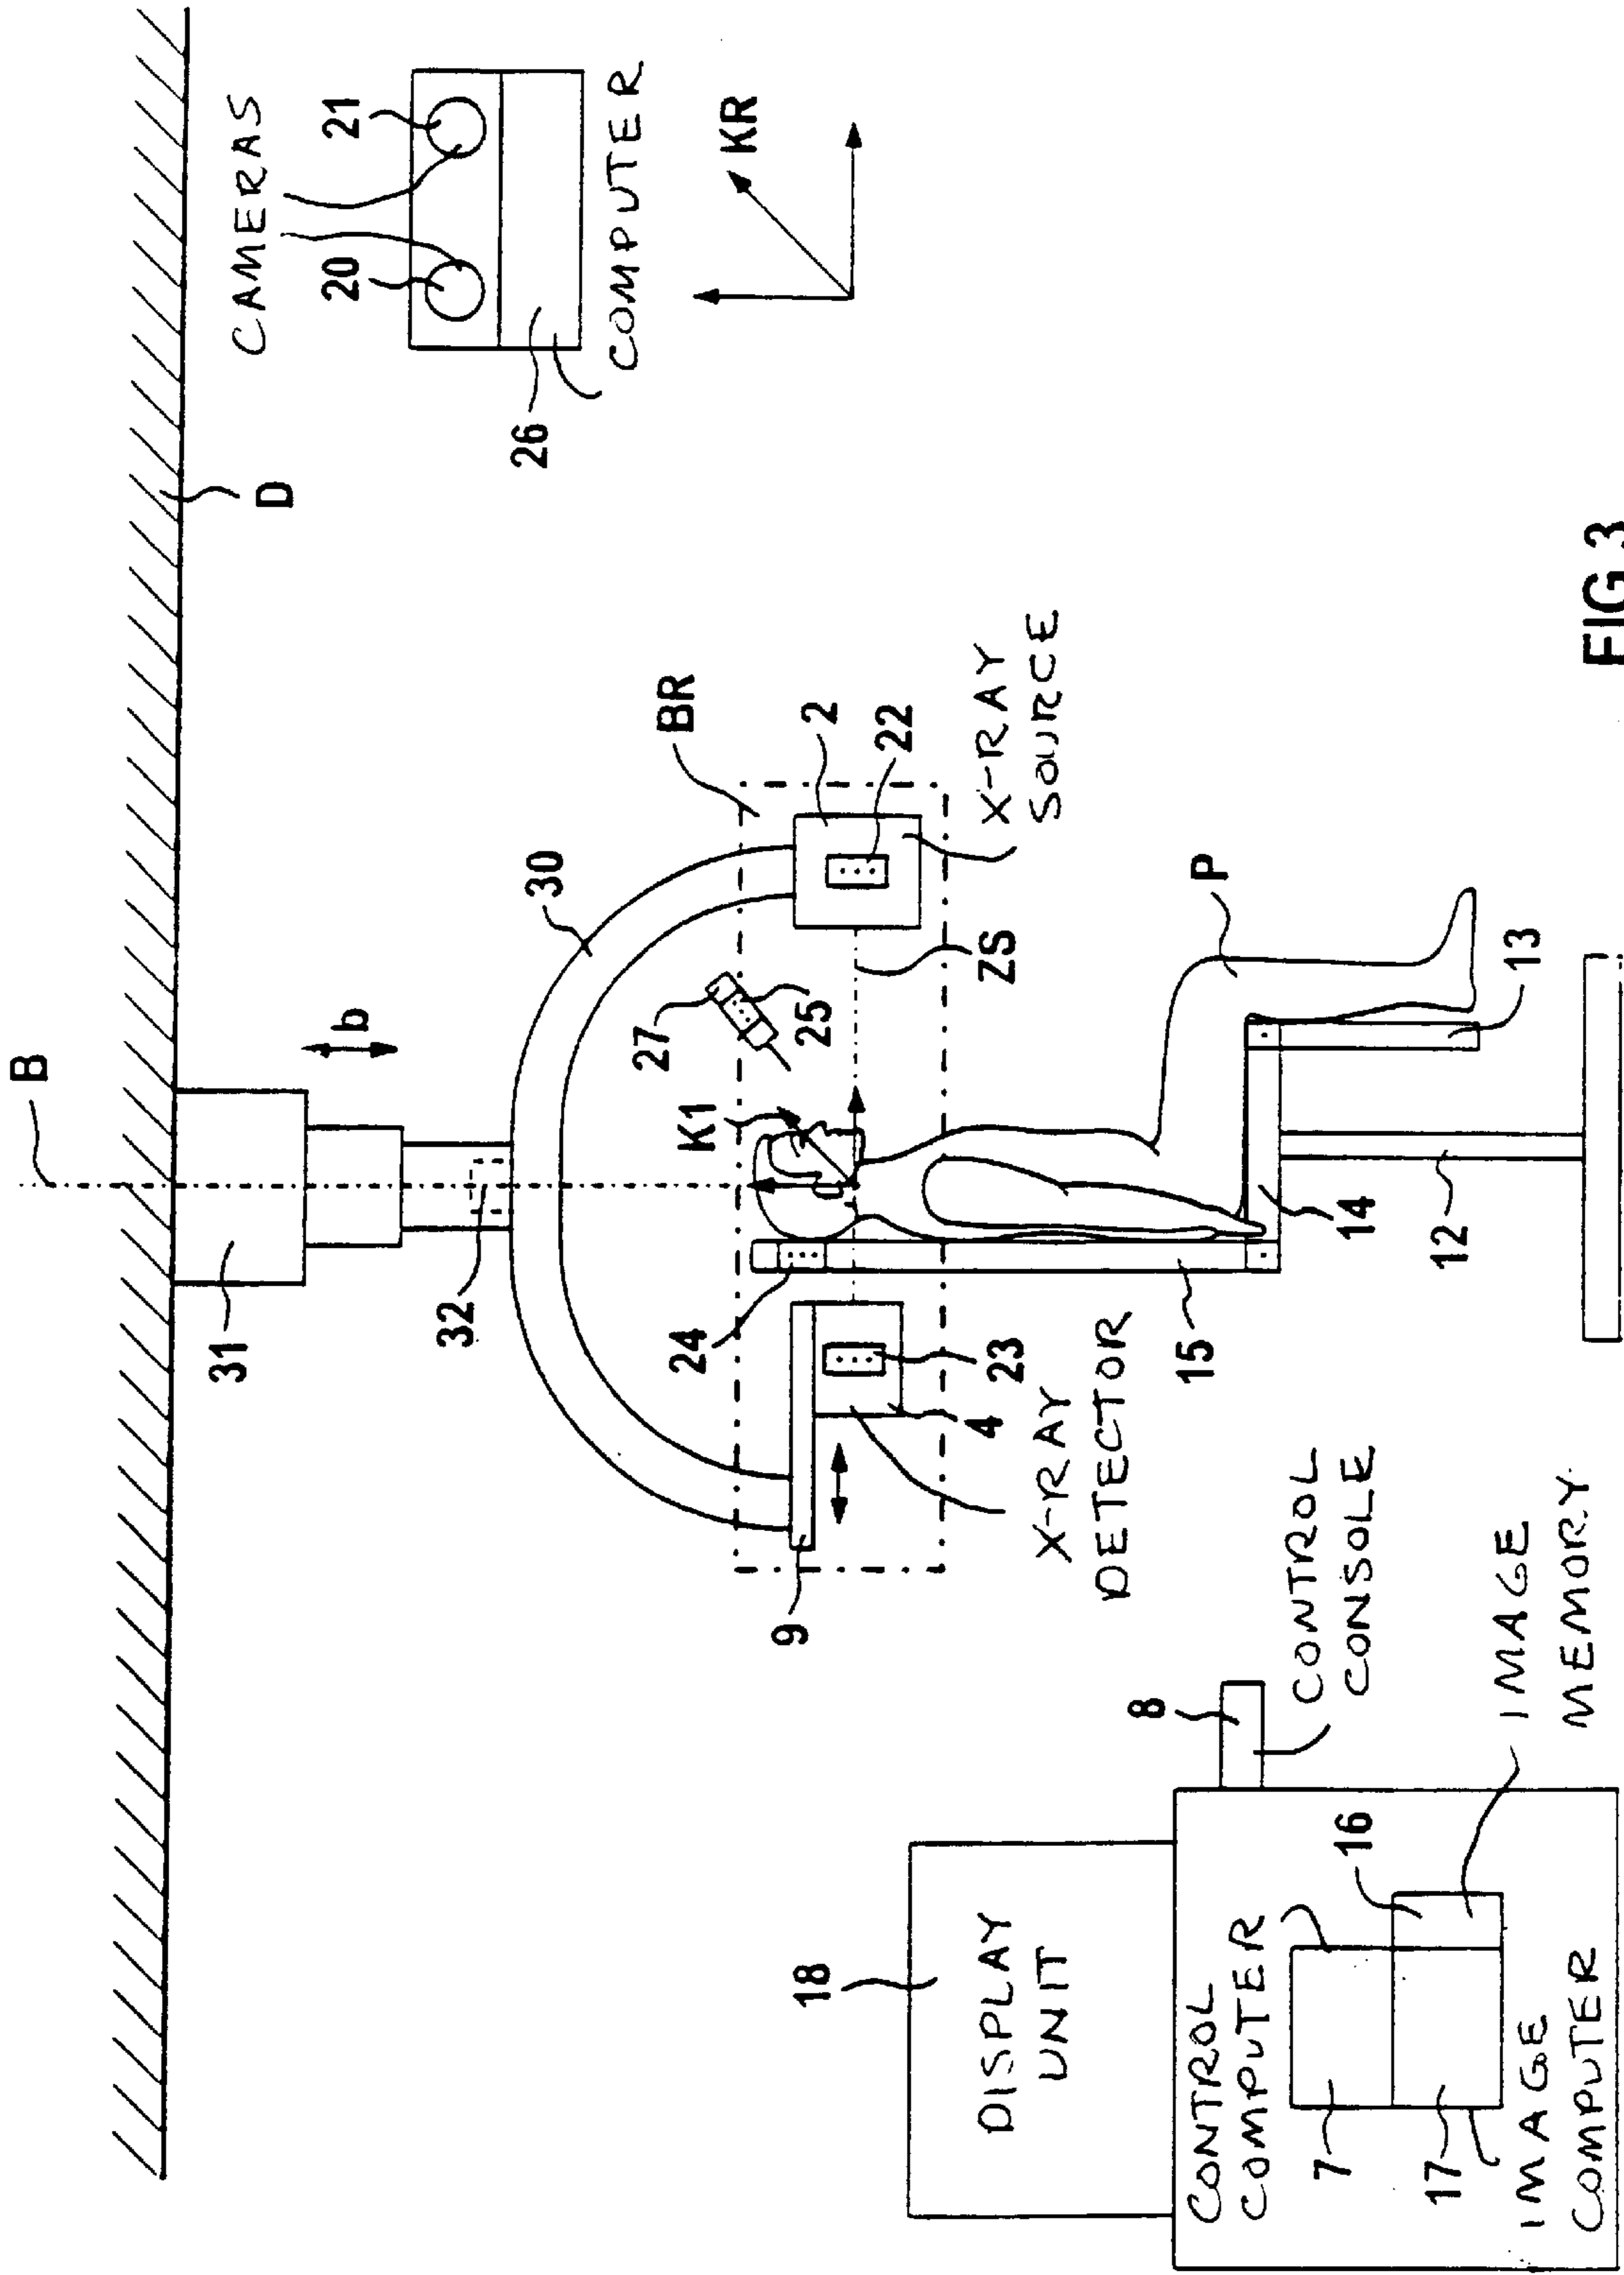 B
D
31
b
32
30
CAMERAS
20
21
26
COMPUTER
KR
BR
27
25
K1
24
2
22
X-RAY
SOURCE
ZS
9
23
4
X-RAY
DETECTOR
P
15
14
12
13
18
DISPLAY
UNIT
8
CONTROL
CONSOLE
CONTROL
COMPUTER
7
16
17
IMAGE
MEMORY
IMAGE
COMPUTER
FIG 3